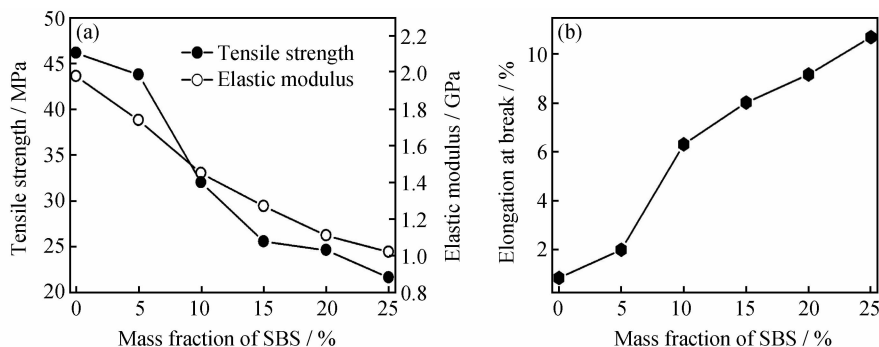 (a)
Tensile strength
Elastic modulus
Tensile strength / MPa
50
45
40
35
30
25
20
Elastic modulus / GPa
2.2
2.0
1.8
1.6
1.4
1.2
1.0
0.8
0 5 10 15 20 25
Mass fraction of SBS / %
(b)
Elongation at break / %
10
8
6
4
2
0 5 10 15 20 25
Mass fraction of SBS / %